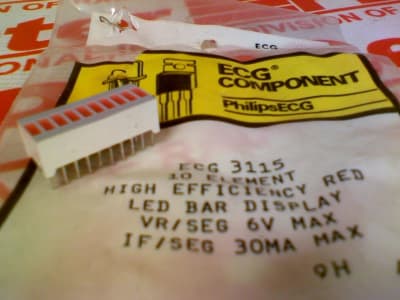 ECG
ECG®
COMPONENT
PhilipsECG
ECG 3115
10 ELEMENT
HIGH EFFICIENCY RED
LED BAR DISPLAY
VR/SEG 6V MAX
IF/SEG 30MA MAX
9H